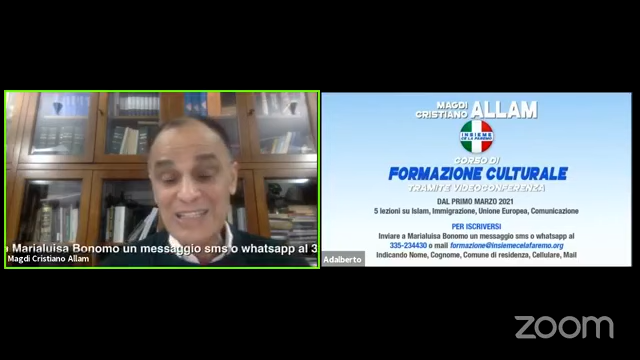 u Marialuisa Bonomo un messaggio sms o whatsapp al 3
Magdi Cristiano Allam
MAGDI
CRISTIANO ALLAM
INSIEME
CE LA FAREMO
CORSO DI
FORMAZIONE CULTURALE
TRAMITE VIDEOCONFERENZA
DAL PRIMO MARZO 2021
5 lezioni su Islam, Immigrazione, Unione Europea, Comunicazione
PER ISCRIVERSI
Inviare a Marialuisa Bonomo un messaggio sms o whatsapp al
335-234430 o mail formazione@insiemecelafaremo.org
Indicando Nome, Cognome, Comune di residenza, Cellulare, Mail
Adalberto
zoom